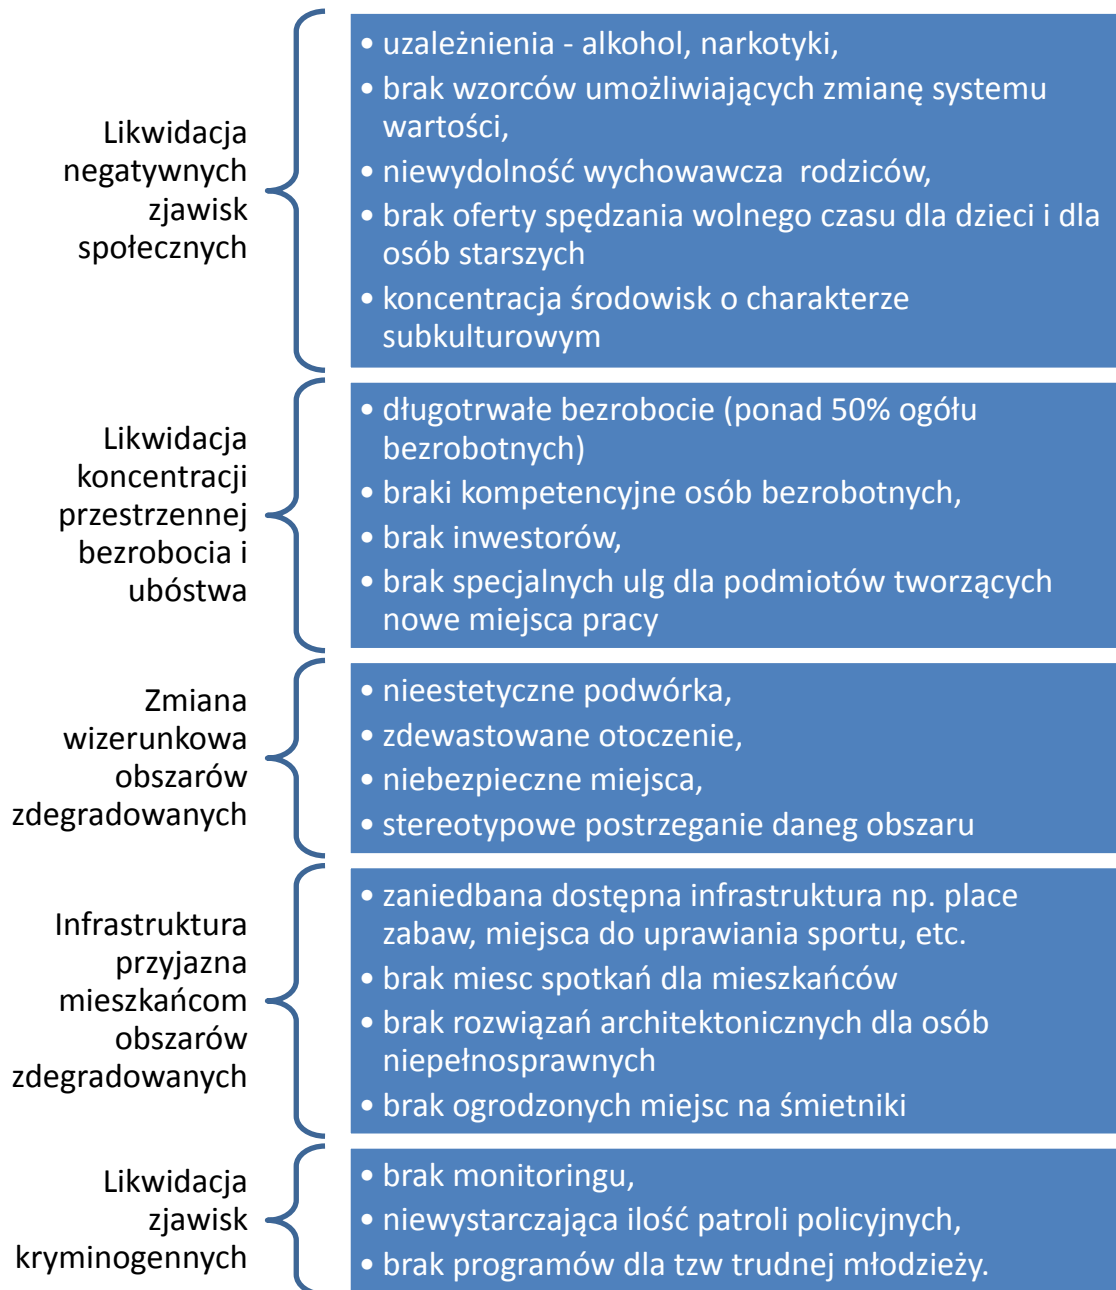 Likwidacja
negatywnych
zjawisk
społecznych
• uzależnienia - alkohol, narkotyki,
• brak wzorców umożliwiających zmianę systemu
wartości,
• niewydolność wychowawcza  rodziców,
• brak oferty spędzania wolnego czasu dla dzieci i dla
osób starszych
• koncentracja środowisk o charakterze
subkulturowym
Likwidacja
koncentracji
przestrzennej
bezrobocia i
ubóstwa
• długotrwałe bezrobocie (ponad 50% ogółu
bezrobotnych)
• braki kompetencyjne osób bezrobotnych,
• brak inwestorów,
• brak specjalnych ulg dla podmiotów tworzących
nowe miejsca pracy
Zmiana
wizerunkowa
obszarów
zdegradowanych
• nieestetyczne podwórka,
• zdewastowane otoczenie,
• niebezpieczne miejsca,
• stereotypowe postrzeganie daneg obszaru
Infrastruktura
przyjazna
mieszkańcom
obszarów
zdegradowanych
• zaniedbana dostępna infrastruktura np. place
zabaw, miejsca do uprawiania sportu, etc.
• brak miesc spotkań dla mieszkańców
• brak rozwiązań architektonicznych dla osób
niepełnosprawnych
• brak ogrodzonych miejsc na śmietniki
Likwidacja
zjawisk
kryminogennych
• brak monitoringu,
• niewystarczająca ilość patroli policyjnych,
• brak programów dla tzw trudnej młodzieży.